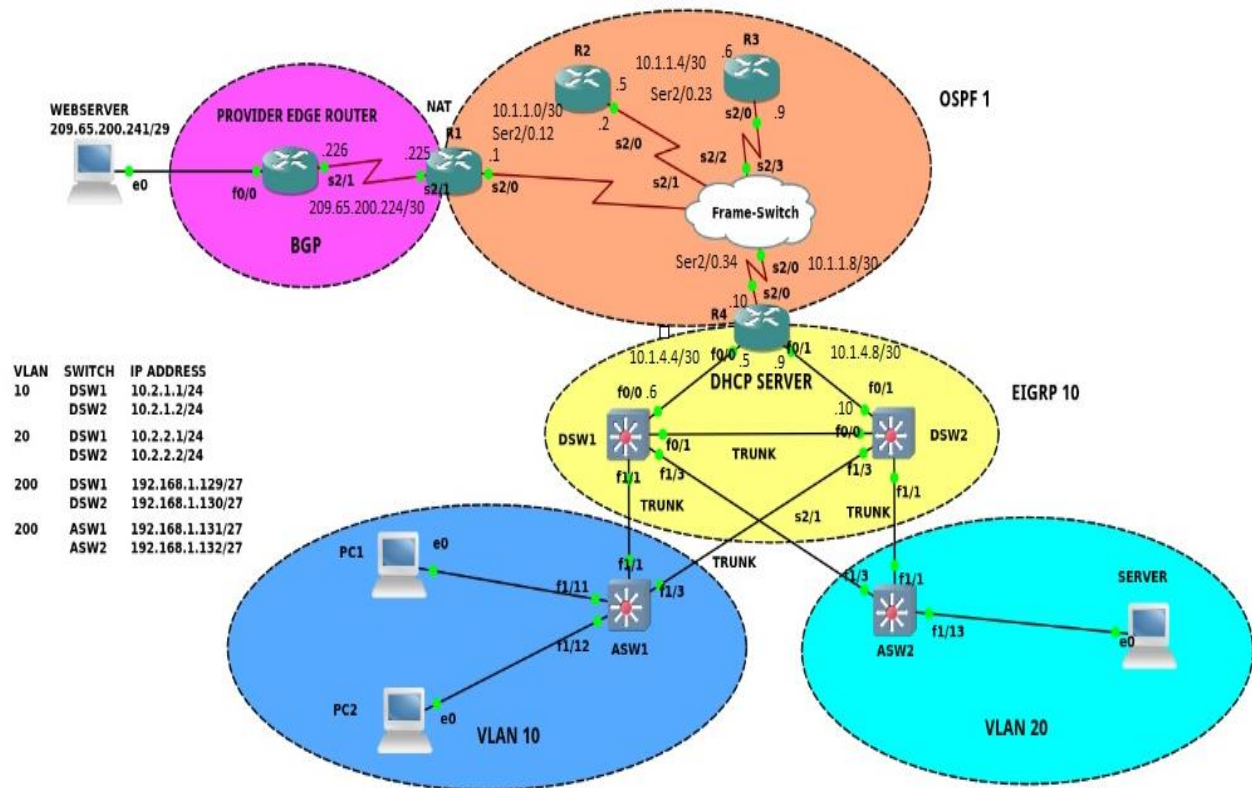 WEBSERVER
209.65.200.241/29
e0
PROVIDER EDGE ROUTER
f0/0
.226
s2/1
209.65.200.224/30
BGP
NAT
R1
.225
s2/1
.1
s2/0
10.1.1.0/30
Ser2/0.12
R2
.5
.2
s2/0
10.1.1.4/30
Ser2/0.23
R3
.6
s2/0
.9
OSPF 1
s2/2
s2/3
s2/1
Frame-Switch
Ser2/0.34
s2/0
10.1.1.8/30
.10
s2/0
R4
10.1.4.4/30
f0/0
.5
.9
f0/1
10.1.4.8/30
DHCP SERVER
EIGRP 10
f0/0
.6
DSW1
f0/1
TRUNK
f0/1
.10
f0/0
DSW2
f1/1
f1/3
f1/3
f1/1
TRUNK
s2/1
TRUNK
TRUNK
VLAN SWITCH IP ADDRESS
10 DSW1 10.2.1.1/24
DSW2 10.2.1.2/24
20 DSW1 10.2.2.1/24
DSW2 10.2.2.2/24
200 DSW1 192.168.1.129/27
DSW2 192.168.1.130/27
200 ASW1 192.168.1.131/27
ASW2 192.168.1.132/27
PC1
e0
f1/11
f1/1
f1/3
f1/12
ASW1
PC2
e0
VLAN 10
f1/3
f1/1
ASW2
f1/13
SERVER
e0
VLAN 20